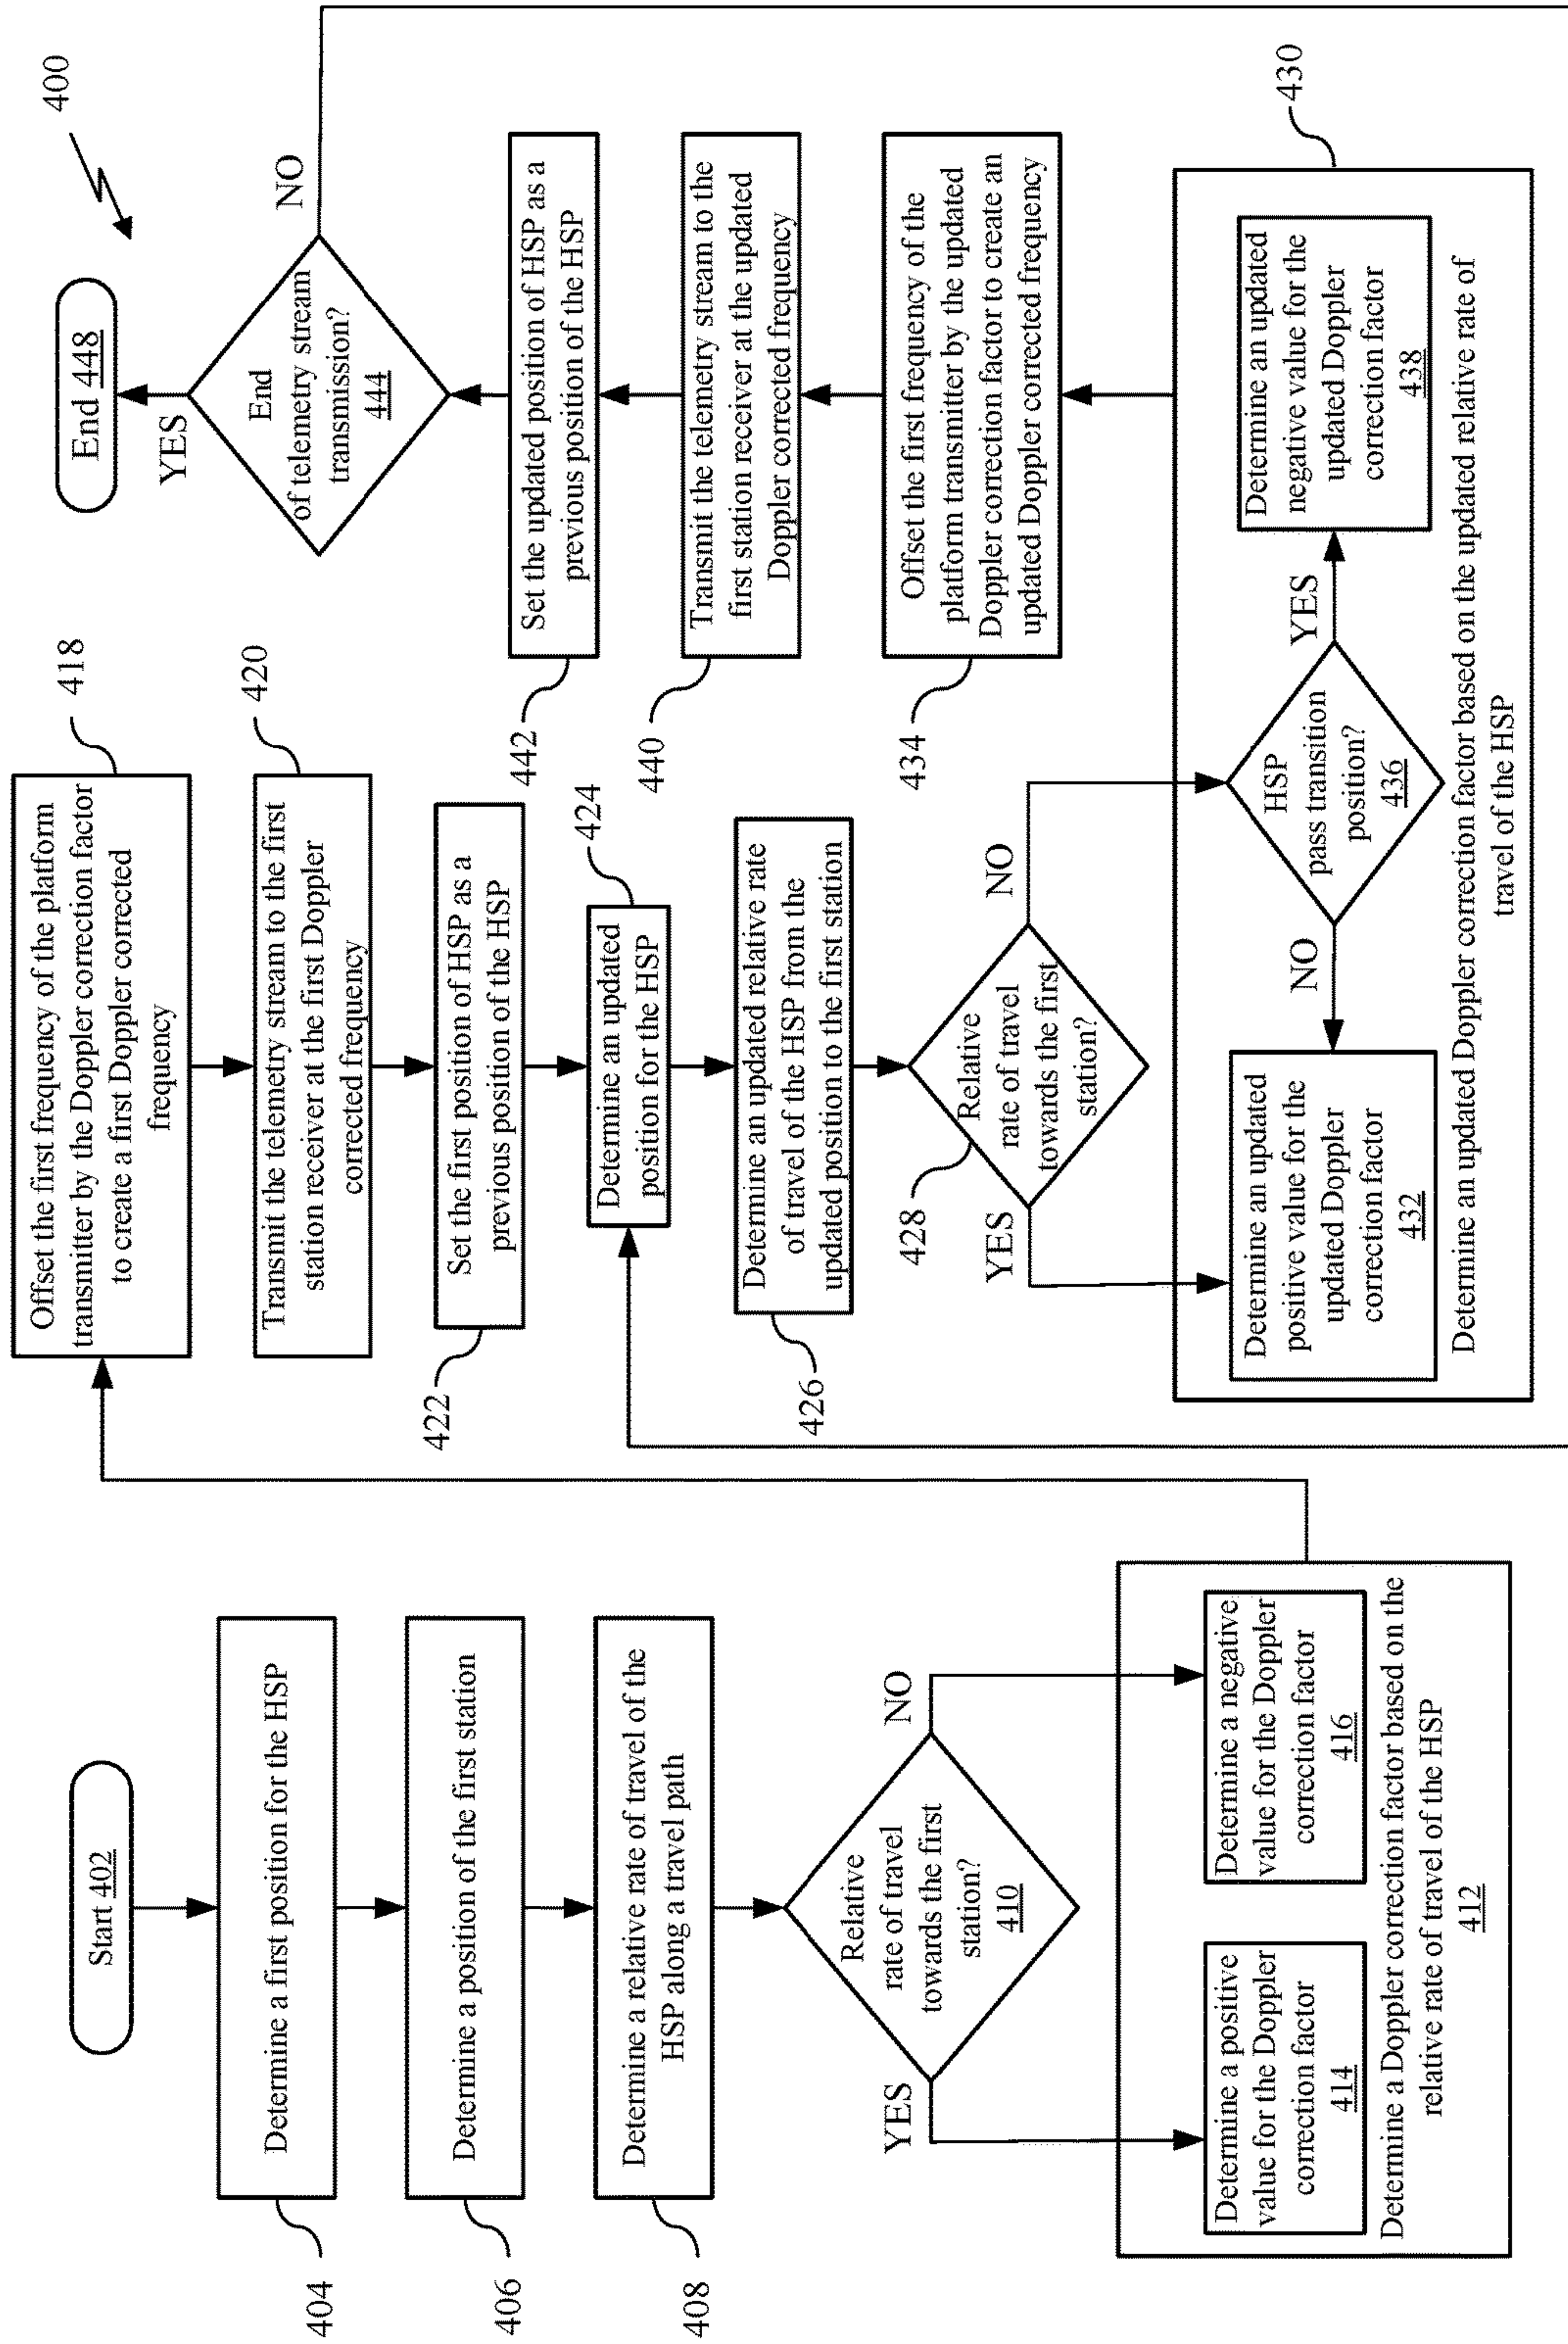 400
Start 402
Determine a first position for the HSP
404
Determine a position of the first station
406
Determine a relative rate of travel of the
HSP along a travel path
408
Relative
rate of travel
towards the first
station?
410
YES
NO
Determine a positive
value for the Doppler
correction factor
414
Determine a negative
value for the Doppler
correction factor
416
Determine a Doppler correction factor based on the
relative rate of travel of the HSP
412
Offset the first frequency of the platform
transmitter by the Doppler correction factor
to create a first Doppler corrected
frequency
418
Transmit the telemetry stream to the first
station receiver at the first Doppler
corrected frequency
420
Set the first position of HSP as a
previous position of the HSP
422
Determine an updated
position for the HSP
424
Determine an updated relative rate
of travel of the HSP from the
updated position to the first station
426
Relative
rate of travel
towards the first
station?
428
YES
NO
Determine an updated
positive value for the
updated Doppler
correction factor
432
NO
HSP
pass transition
position?
436
YES
Determine an updated
negative value for the
updated Doppler
correction factor
438
Determine an updated Doppler correction factor based on the updated relative rate of
travel of the HSP
430
Offset the first frequency of the
platform transmitter by the updated
Doppler correction factor to create an
updated Doppler corrected frequency
434
Transmit the telemetry stream to the
first station receiver at the updated
Doppler corrected frequency
440
Set the updated position of HSP as a
previous position of the HSP
442
End
of telemetry stream
transmission?
444
NO
YES
End 448